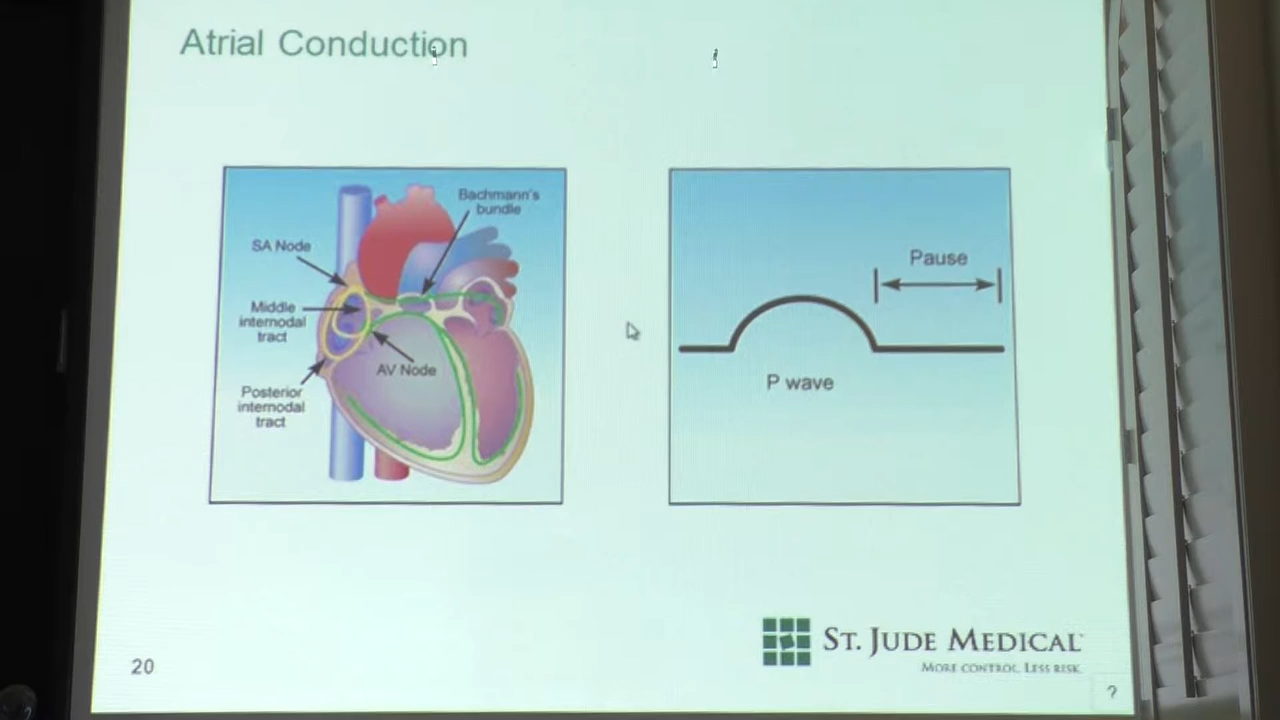 Atrial Conduction
Bachmann's
bundle
SA Node
Middle
internodal
tract
AV Node
Posterior
internodal
tract
Pause
P wave
ST. JUDE MEDICAL
MORE CONTROL. LESS RISK.
20
?